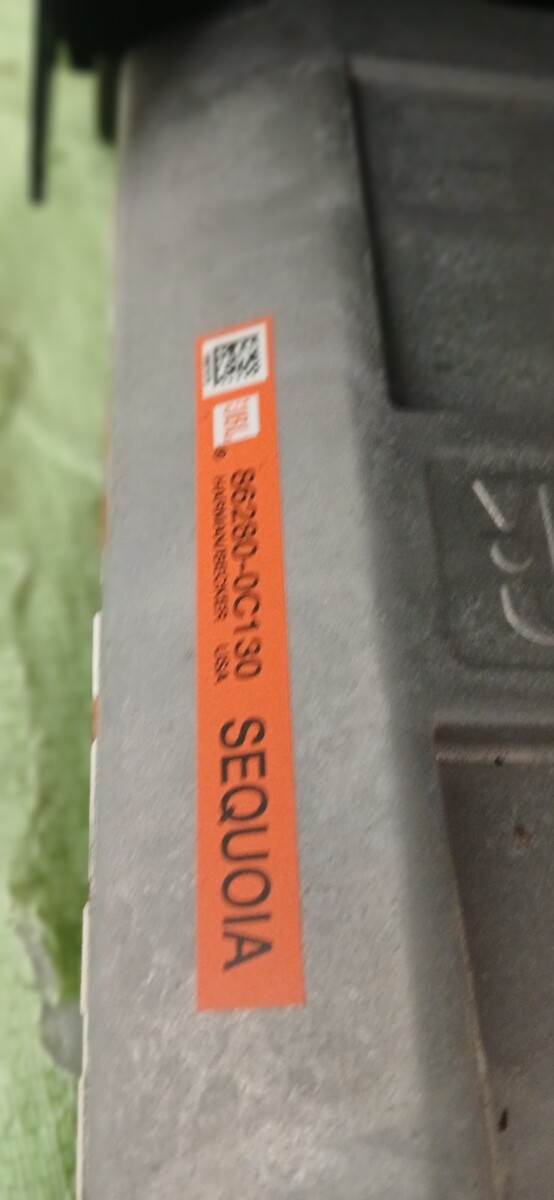 JBL
®
86280-0C130
HARMAN/BECKER USA
SEQUOIA